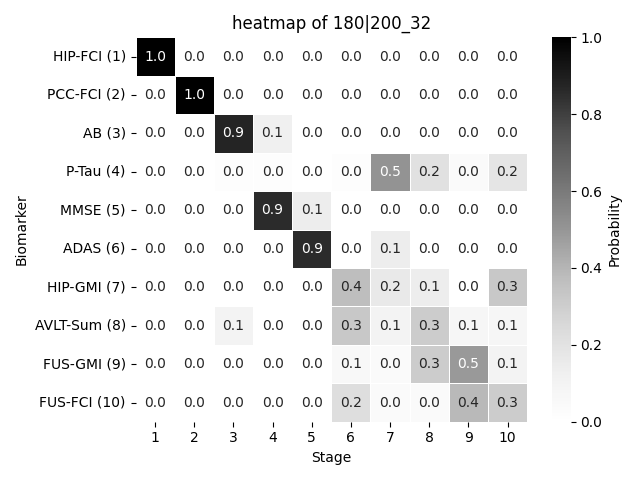 heatmap of 180|200_32
HIP-FCI (1) 1.0 0.0 0.0 0.0 0.0 0.0 0.0 0.0 0.0 0.0
PCC-FCI (2) 0.0 1.0 0.0 0.0 0.0 0.0 0.0 0.0 0.0 0.0
AB (3) 0.0 0.0 0.9 0.1 0.0 0.0 0.0 0.0 0.0 0.0
P-Tau (4) 0.0 0.0 0.0 0.0 0.0 0.0 0.5 0.2 0.0 0.2
MMSE (5) 0.0 0.0 0.0 0.9 0.1 0.0 0.0 0.0 0.0 0.0
ADAS (6) 0.0 0.0 0.0 0.0 0.9 0.0 0.1 0.0 0.0 0.0
HIP-GMI (7) 0.0 0.0 0.0 0.0 0.0 0.4 0.2 0.1 0.0 0.3
AVLT-Sum (8) 0.0 0.0 0.1 0.0 0.0 0.3 0.1 0.3 0.1 0.1
FUS-GMI (9) 0.0 0.0 0.0 0.0 0.0 0.1 0.0 0.3 0.5 0.1
FUS-FCI (10) 0.0 0.0 0.0 0.0 0.0 0.2 0.0 0.0 0.4 0.3
1 2 3 4 5 6 7 8 9 10
Stage
Biomarker
1.0
0.8
0.6
0.4
0.2
0.0
Probability